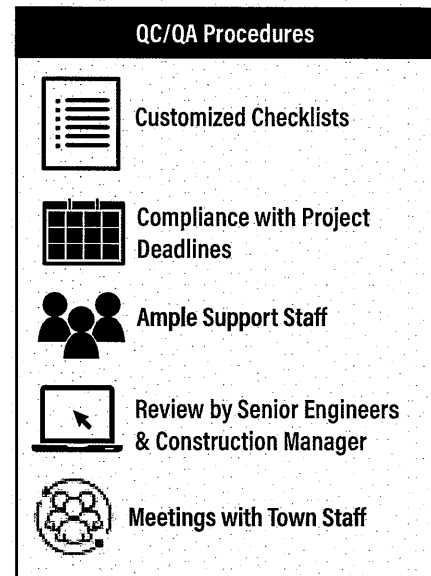 QC/QA Procedures
Customized Checklists
Compliance with Project
Deadlines
Ample Support Staff
Review by Senior Engineers
& Construction Manager
Meetings with Town Staff